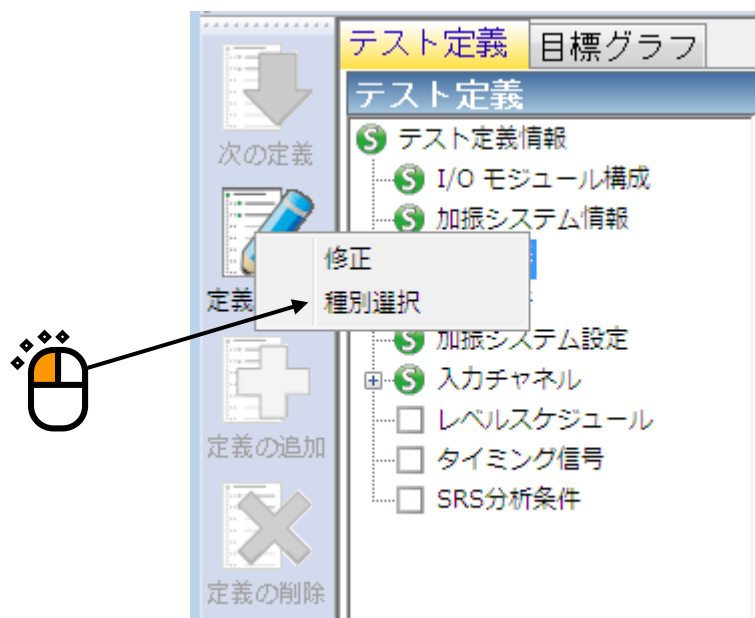 テスト定義
目標グラフ
テスト定義
次の定義
テスト定義情報
I/O モジュール構成
加振システム情報
修正
定義
種別選択
加振システム設定
入力チャネル
定義の追加
レベルスケジュール
タイミング信号
SRS分析条件
定義の削除